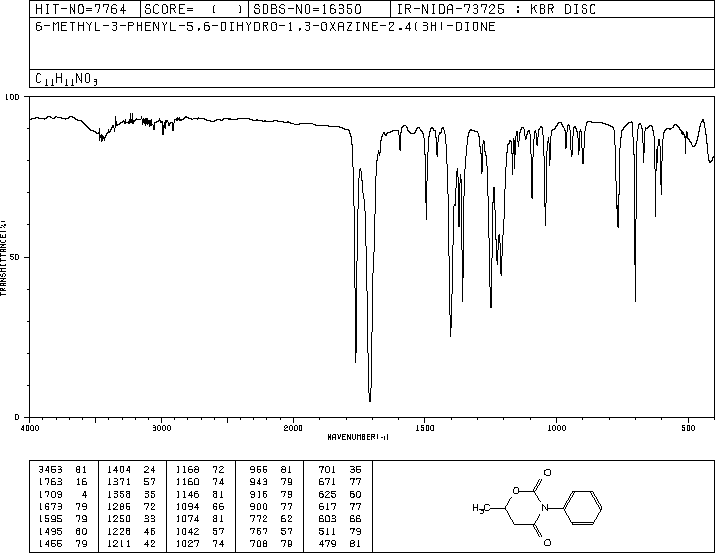 HIT-NO=7764 SCORE= ( ) SDBS-NO=16350 IR-NIDA-73725 : KBR DISC
6-METHYL-3-PHENYL-5,6-DIHYDRO-1,3-OXAZINE-2,4(3H)-DIONE
C11H11NO3
100
50
0
TRANSMITTANCE(%)
4000 3000 2000 1500 1000 500
WAVENUMBER(-1)
3463 81 1404 24 1168 72 966 81 701 35
1763 16 1371 57 1160 74 943 79 671 77
1709 4 1358 35 1146 81 916 79 625 60
1679 79 1286 72 1094 66 900 77 617 77
1595 79 1250 33 1074 81 772 62 603 66
1495 60 1228 46 1042 57 767 57 511 79
1455 79 1211 42 1027 74 708 79 479 81
O
O
H3C
N
O